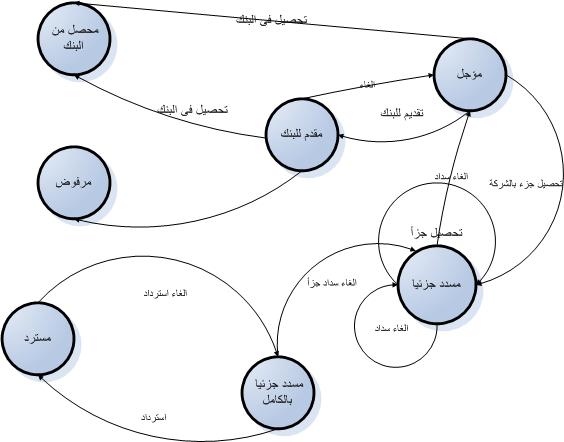 تحصيل فى البنك
محصل من
البنك
مؤجل
الغاء
تحصيل فى البنك
تقديم للبنك
مقدم للبنك
مرفوض
الغاء سداد
تحصيل جزء بالشركة
تحصيل جزأ
الغاء سداد جزأ
مسدد جزئيا
الغاء استرداد
الغاء سداد
مسترد
مسدد جزئيا
بالكامل
استرداد